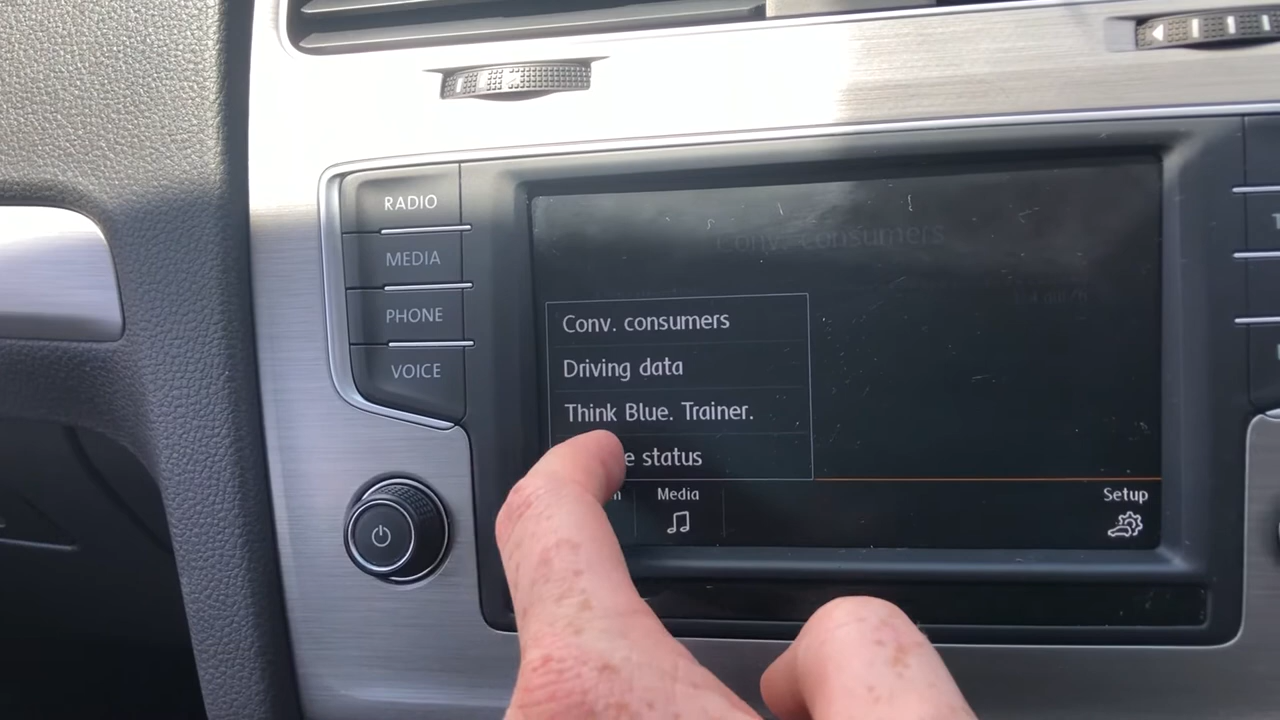 RADIO
MEDIA
PHONE
VOICE
Conv. consumers
Conv. consumers
Driving data
Think Blue. Trainer.
status
Media
Setup